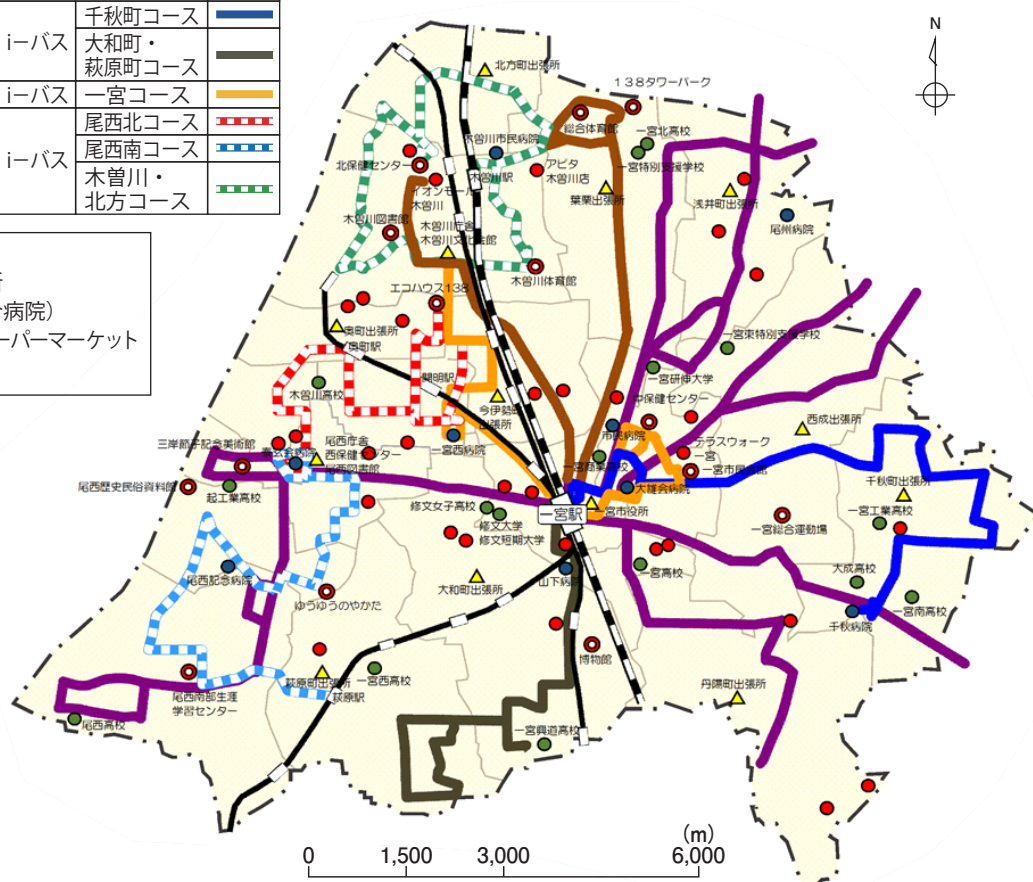 i－バス
千秋町コース
大和町・
萩原町コース
i－バス
一宮コース
i－バス
尾西北コース
尾西南コース
木曽川・
北方コース
病院）
ーパーマーケット
N
北方町出張所
138タワーパーク
総合体育館
一宮北高校
木曽川市民病院
一宮特別支援学校
北保健センター
木曽川駅
アピタ
木曽川店
イオンモール
木曽川
葉栗出張所
浅井町出張所
尾州病院
木曽川図書館
木曽川庁舎
木曽川文化会館
木曽川体育館
エコハウス138
奥町出張所
奥町駅
一宮東特別支援学校
開明駅
一宮研伸大学
木曽川高校
今伊勢町
出張所
中保健センター
市民病院
西成出張所
三岸節子記念美術館
尾西庁舎
西保健センター
尾西図書館
一宮西病院
テラスウォーク
一宮
一宮商業高校
一宮市民会館
尾西歴史民俗資料館
起工業高校
大雄会病院
千秋町出張所
修文女子高校
修文大学
修文短期大学
一宮駅
一宮市役所
一宮総合運動場
一宮工業高校
尾西記念病院
大和町出張所
山下病院
一宮高校
大成高校
ゆうゆうのやかた
一宮南高校
千秋病院
博物館
萩原町出張所
萩原駅
一宮西高校
丹陽町出張所
尾西南部生涯
学習センター
尾西高校
一宮興道高校
(m)
0
1,500
3,000
6,000